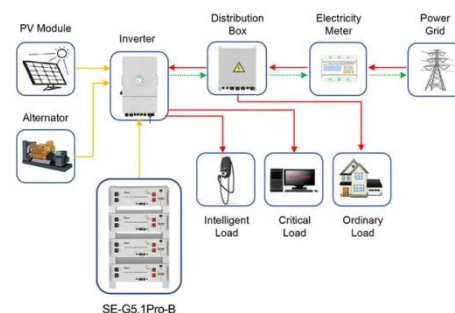 PV Module
Inverter
Distribution
Box
Electricity
Meter
Power
Grid
Alternator
Intelligent
Load
Critical
Load
Ordinary
Load
SE-G5.1Pro-B